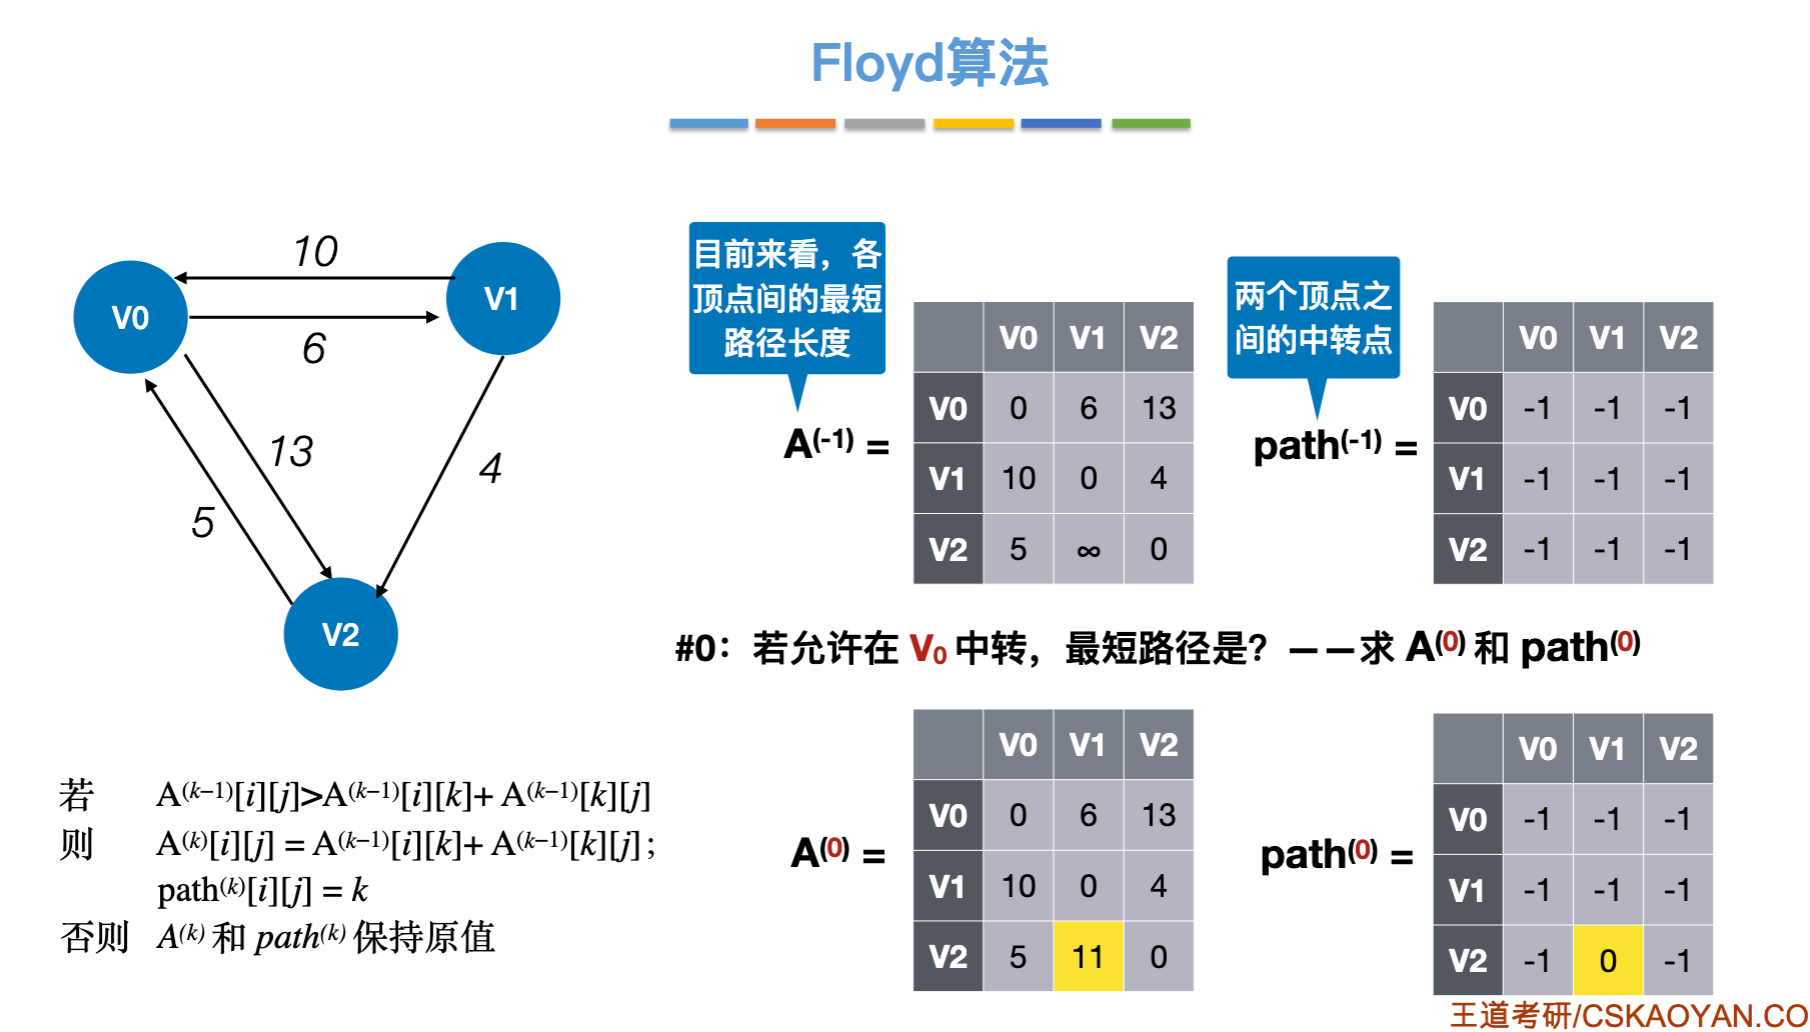 Floyd算法
10
V0
V1
6
13
4
5
V2
目前来看，各
顶点间的最短
路径长度
A(-1) =
V0 V1 V2
V0 0 6 13
V1 10 0 4
V2 5 ∞ 0
两个顶点之
间的中转点
path(-1) =
V0 V1 V2
V0 -1 -1 -1
V1 -1 -1 -1
V2 -1 -1 -1
#0：若允许在 V0 中转，最短路径是？——求 A(0) 和 path(0)
若 A(k−1)[i][j]>A(k−1)[i][k]+ A(k−1)[k][j]
则 A(k)[i][j] = A(k−1)[i][k]+ A(k−1)[k][j];
path(k)[i][j] = k
否则 A(k) 和 path(k) 保持原值
A(0) =
V0 V1 V2
V0 0 6 13
V1 10 0 4
V2 5 11 0
path(0) =
V0 V1 V2
V0 -1 -1 -1
V1 -1 -1 -1
V2 -1 0 -1
王道考研/CSKAOYAN.CO